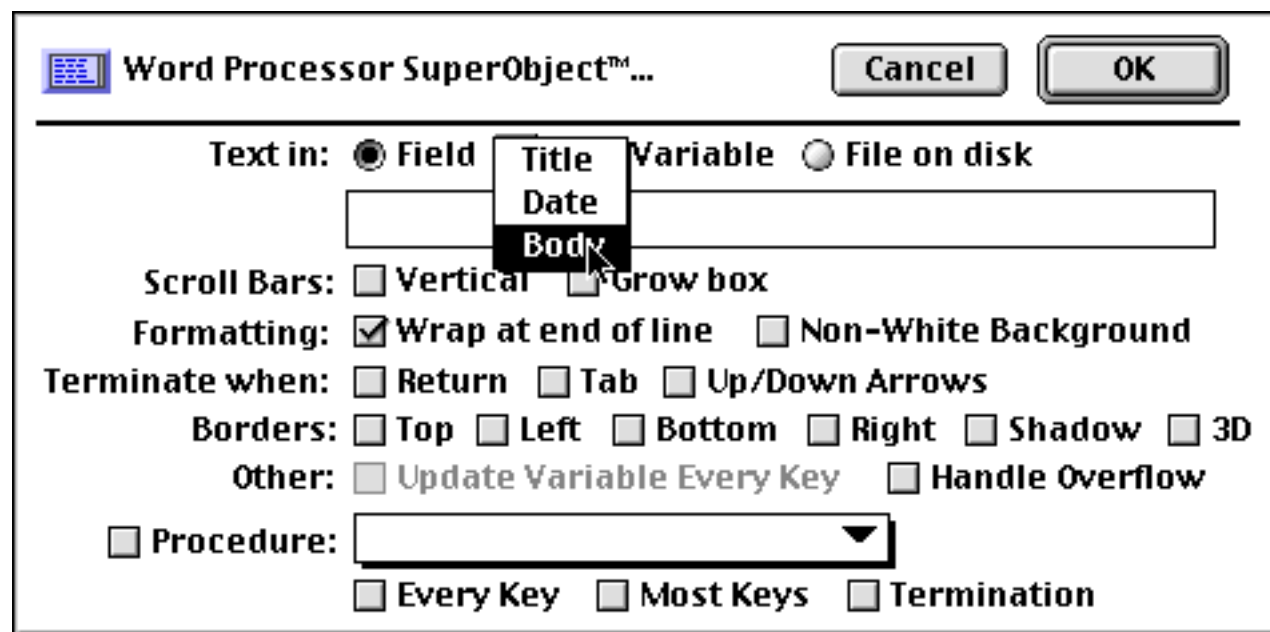 Word Processor SuperObject™... Cancel OK
Text in: Field Title Variable File on disk
Date
Body
Scroll Bars: Vertical Grow box
Formatting: Wrap at end of line Non-White Background
Terminate when: Return Tab Up/Down Arrows
Borders: Top Left Bottom Right Shadow 3D
Other: Update Variable Every Key Handle Overflow
Procedure:
Every Key Most Keys Termination